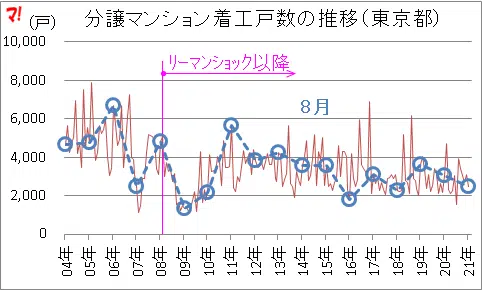 マ!
分譲マンション着工戸数の推移(東京都)
(戸)
10,000
8,000
6,000
4,000
2,000
0
リーマンショック以降
8月
04年 05年 06年 07年 08年 09年 10年 11年 12年 13年 14年 15年 16年 17年 18年 19年 20年 21年